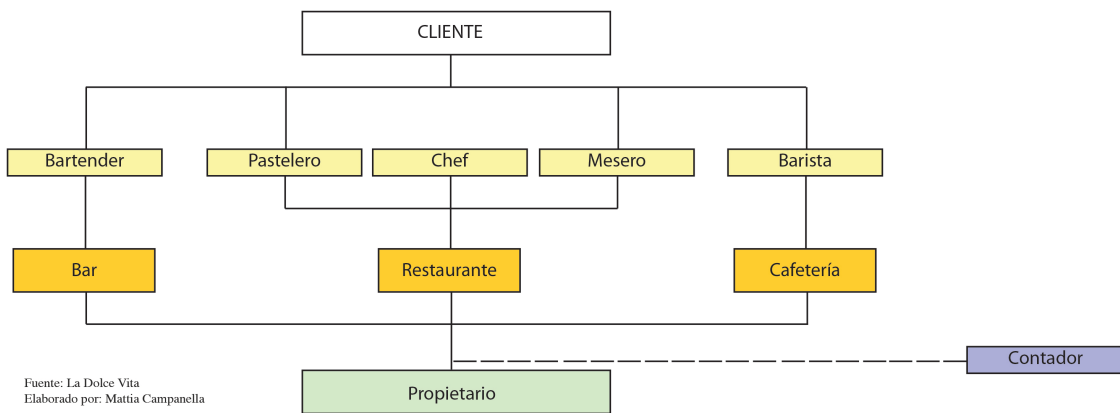 CLIENTE
Bartender
Pastelero
Chef
Mesero
Barista
Bar
Restaurante
Cafetería
Contador
Propietario
Fuente: La Dolce Vita
Elaborado por: Mattia Campanella